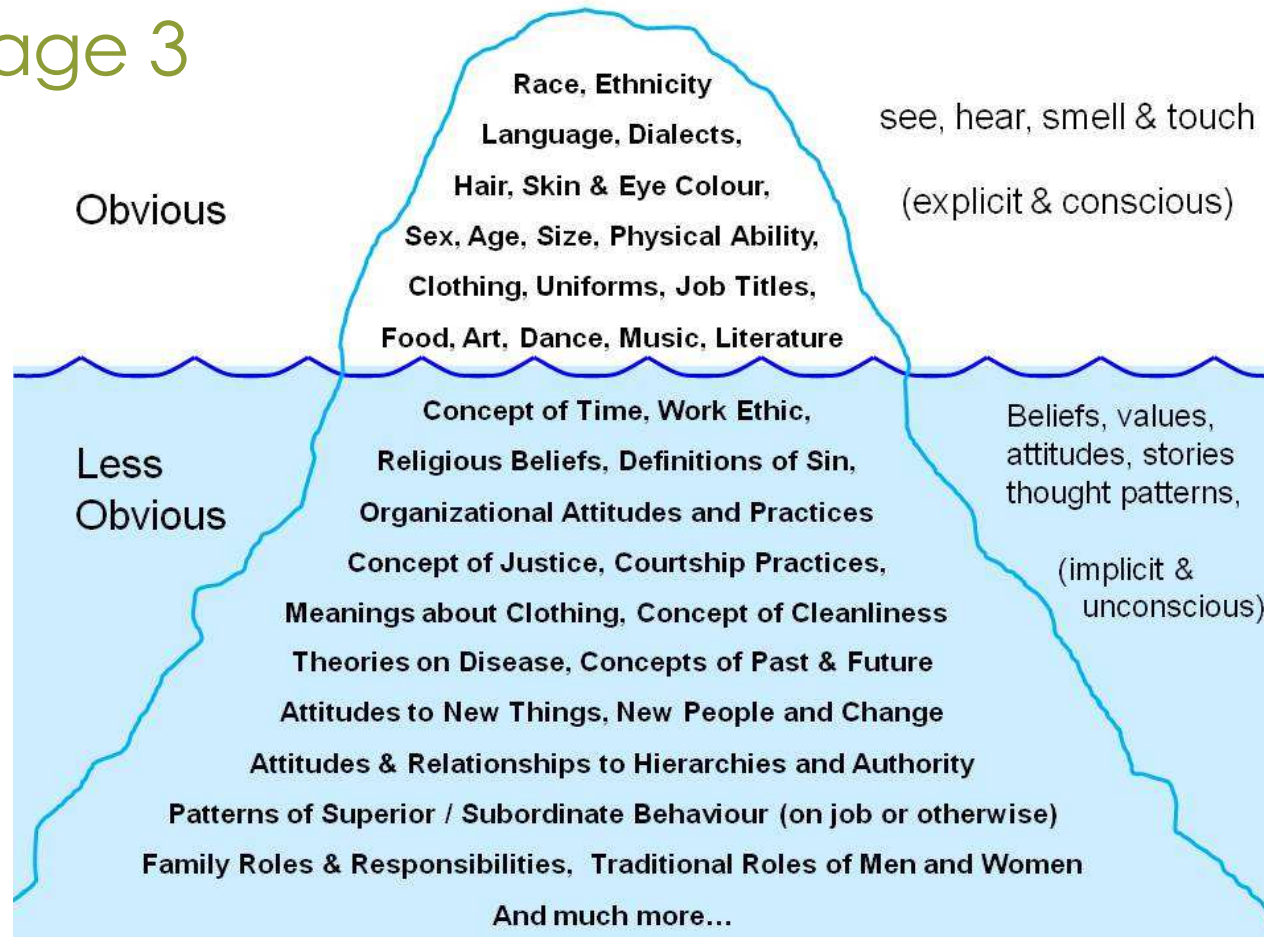 age 3
Obvious
Race, Ethnicity
Language, Dialects,
Hair, Skin & Eye Colour,
Sex, Age, Size, Physical Ability,
Clothing, Uniforms, Job Titles,
Food, Art, Dance, Music, Literature
see, hear, smell & touch
(explicit & conscious)
Less
Obvious
Concept of Time, Work Ethic,
Religious Beliefs, Definitions of Sin,
Organizational Attitudes and Practices
Concept of Justice, Courtship Practices,
Meanings about Clothing, Concept of Cleanliness
Theories on Disease, Concepts of Past & Future
Attitudes to New Things, New People and Change
Attitudes & Relationships to Hierarchies and Authority
Patterns of Superior / Subordinate Behaviour (on job or otherwise)
Family Roles & Responsibilities, Traditional Roles of Men and Women
And much more…
Beliefs, values,
attitudes, stories
thought patterns,
(implicit &
unconscious)